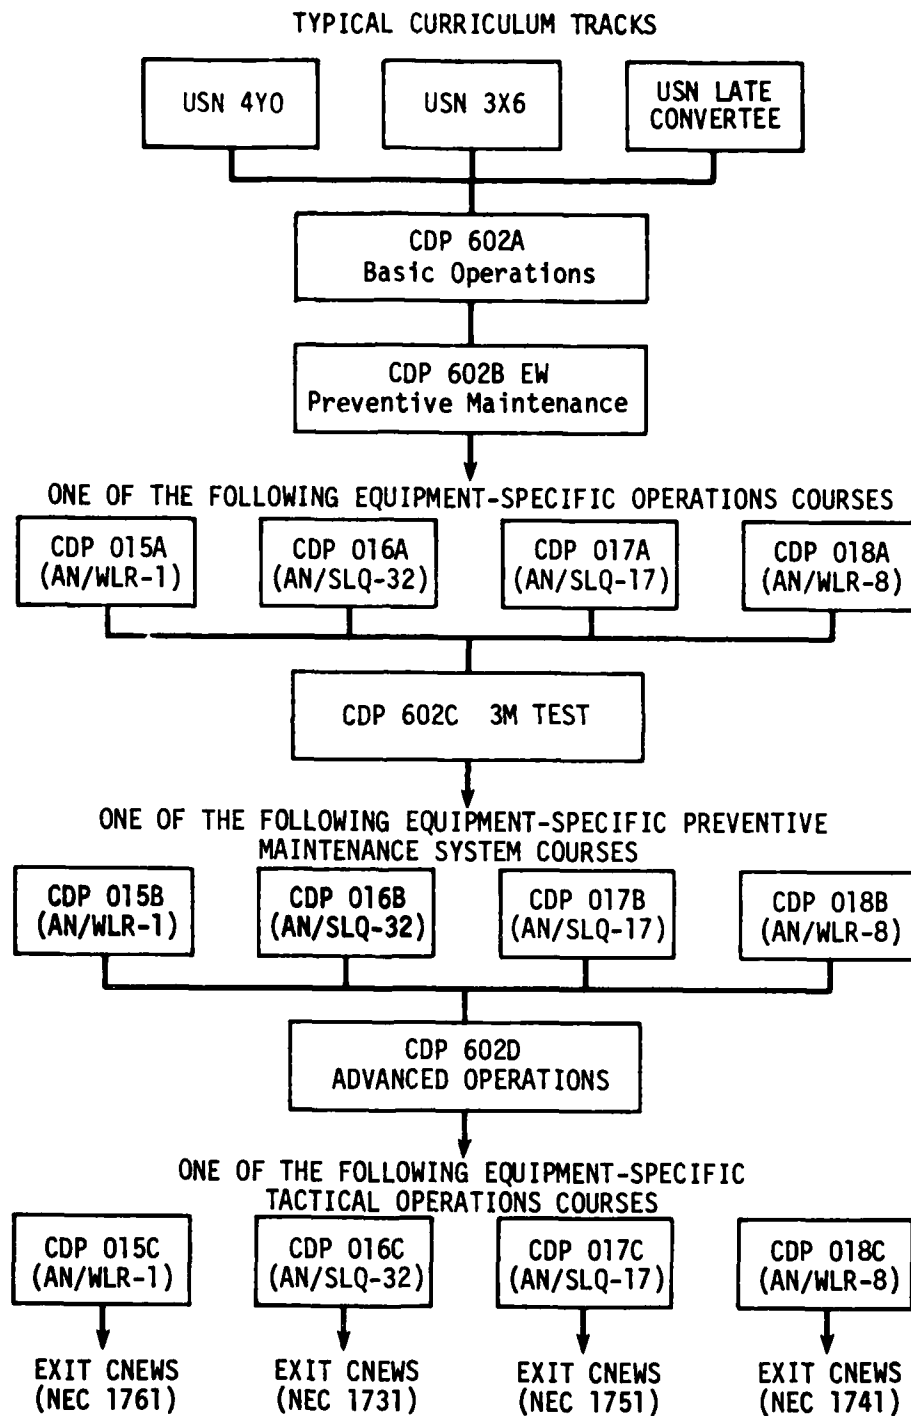 TYPICAL CURRICULUM TRACKS
USN 4YO
USN 3X6
USN LATE
CONVERTEE
CDP 602A
Basic Operations
CDP 602B EW
Preventive Maintenance
ONE OF THE FOLLOWING EQUIPMENT-SPECIFIC OPERATIONS COURSES
CDP 015A
(AN/WLR-1)
CDP 016A
(AN/SLQ-32)
CDP 017A
(AN/SLQ-17)
CDP 018A
(AN/WLR-8)
CDP 602C 3M TEST
ONE OF THE FOLLOWING EQUIPMENT-SPECIFIC PREVENTIVE
MAINTENANCE SYSTEM COURSES
CDP 015B
(AN/WLR-1)
CDP 016B
(AN/SLQ-32)
CDP 017B
(AN/SLQ-17)
CDP 018B
(AN/WLR-8)
CDP 602D
ADVANCED OPERATIONS
ONE OF THE FOLLOWING EQUIPMENT-SPECIFIC
TACTICAL OPERATIONS COURSES
CDP 015C
(AN/WLR-1)
CDP 016C
(AN/SLQ-32)
CDP 017C
(AN/SLQ-17)
CDP 018C
(AN/WLR-8)
EXIT CNEWS
(NEC 1761)
EXIT CNEWS
(NEC 1731)
EXIT CNEWS
(NEC 1751)
EXIT CNEWS
(NEC 1741)